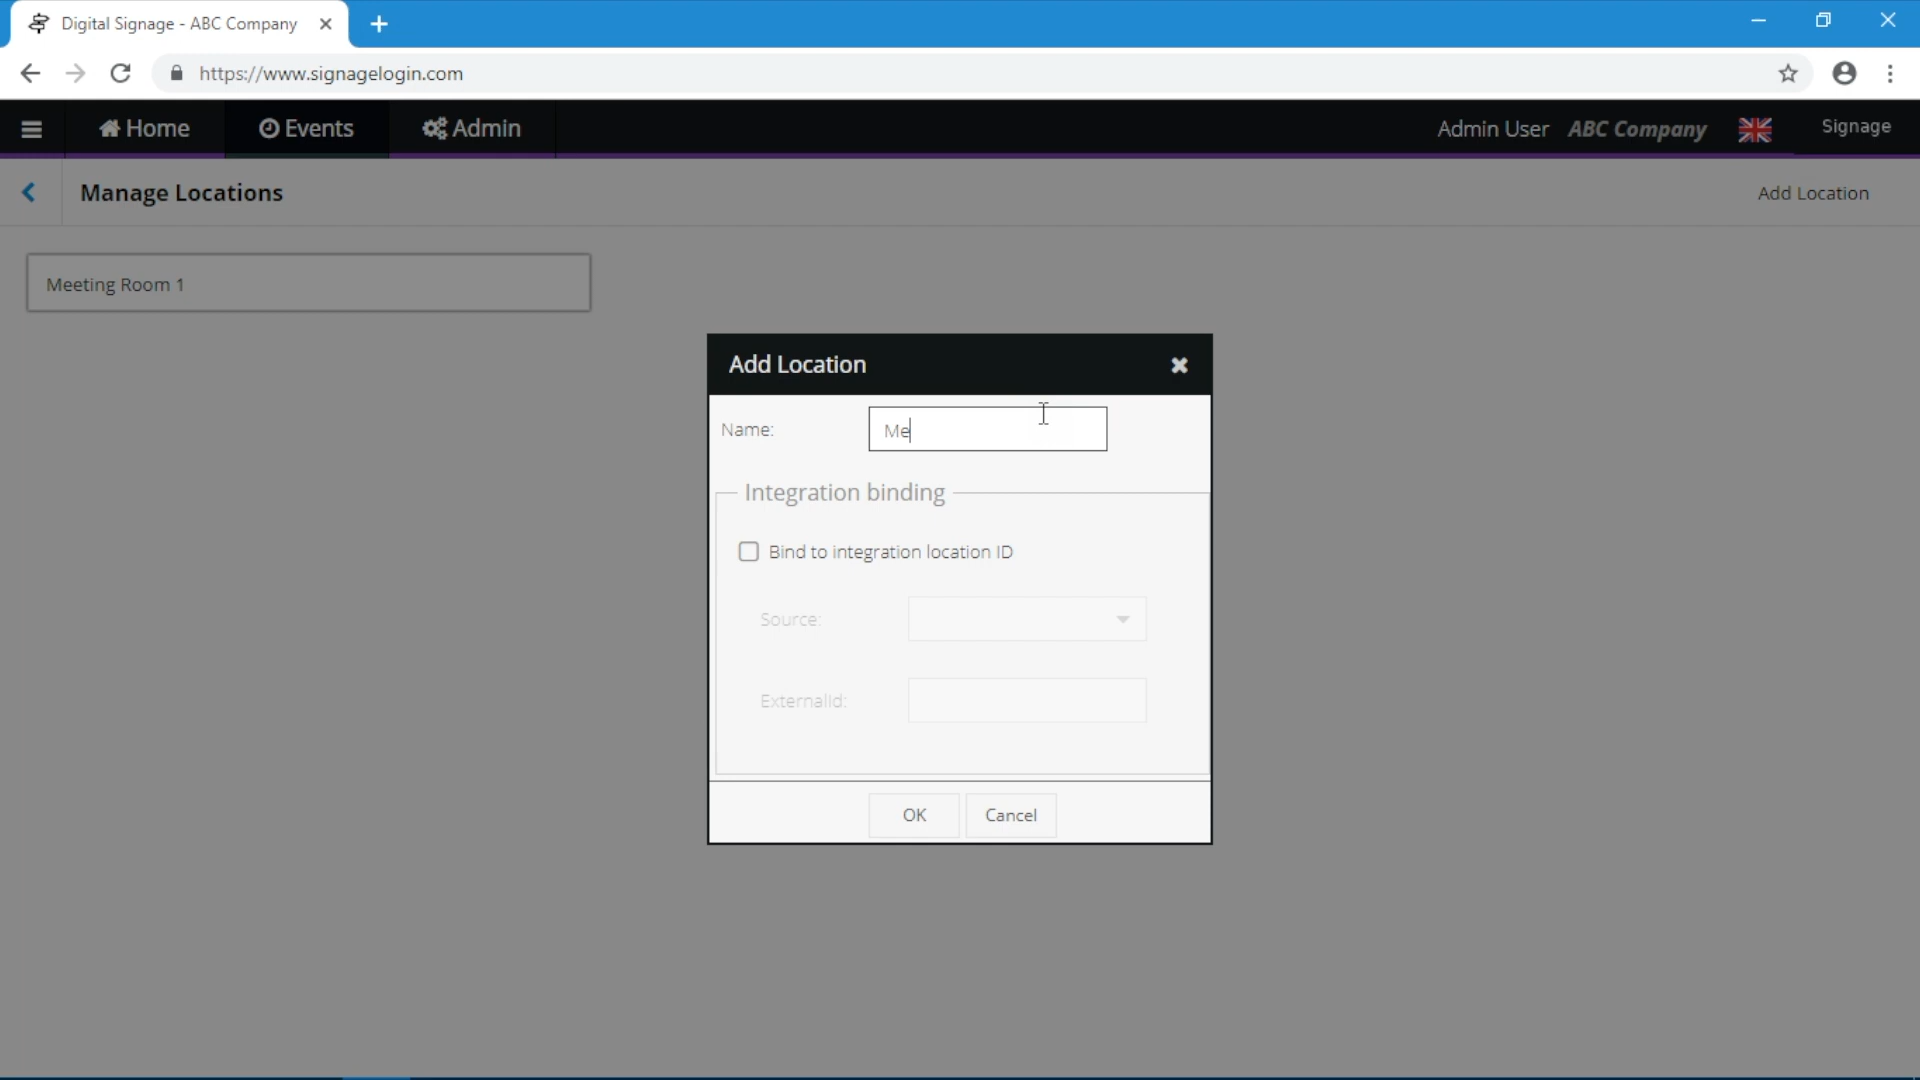 Digital Signage - ABC Company
https://www.signagelogin.com
Home Events Admin Admin User ABC Company Signage
Manage Locations Add Location
Meeting Room 1
Add Location
Name: Me
Integration binding
Bind to integration location ID
Source:
ExternalId:
OK Cancel